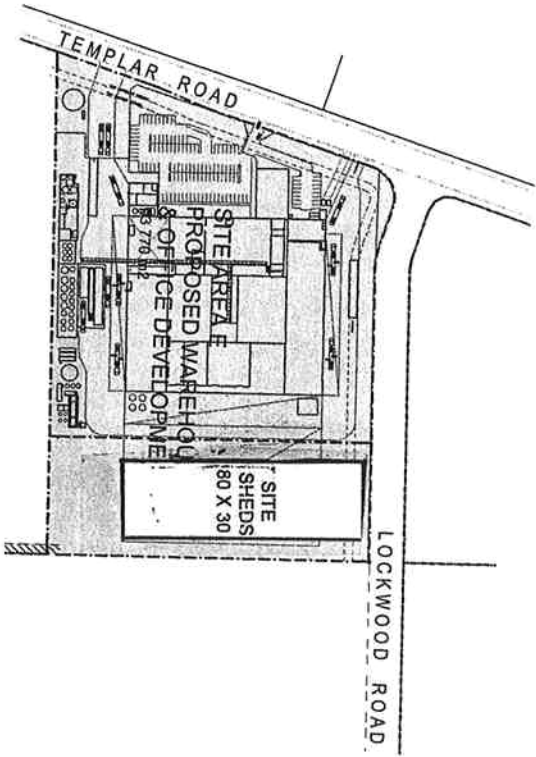 TEMPLAR ROAD
SITE AREA E
PROPOSED WAREHOU
& OFFICE DEVELOPME
SITE
SHEDS
80 X 30
LOCKWOOD ROAD